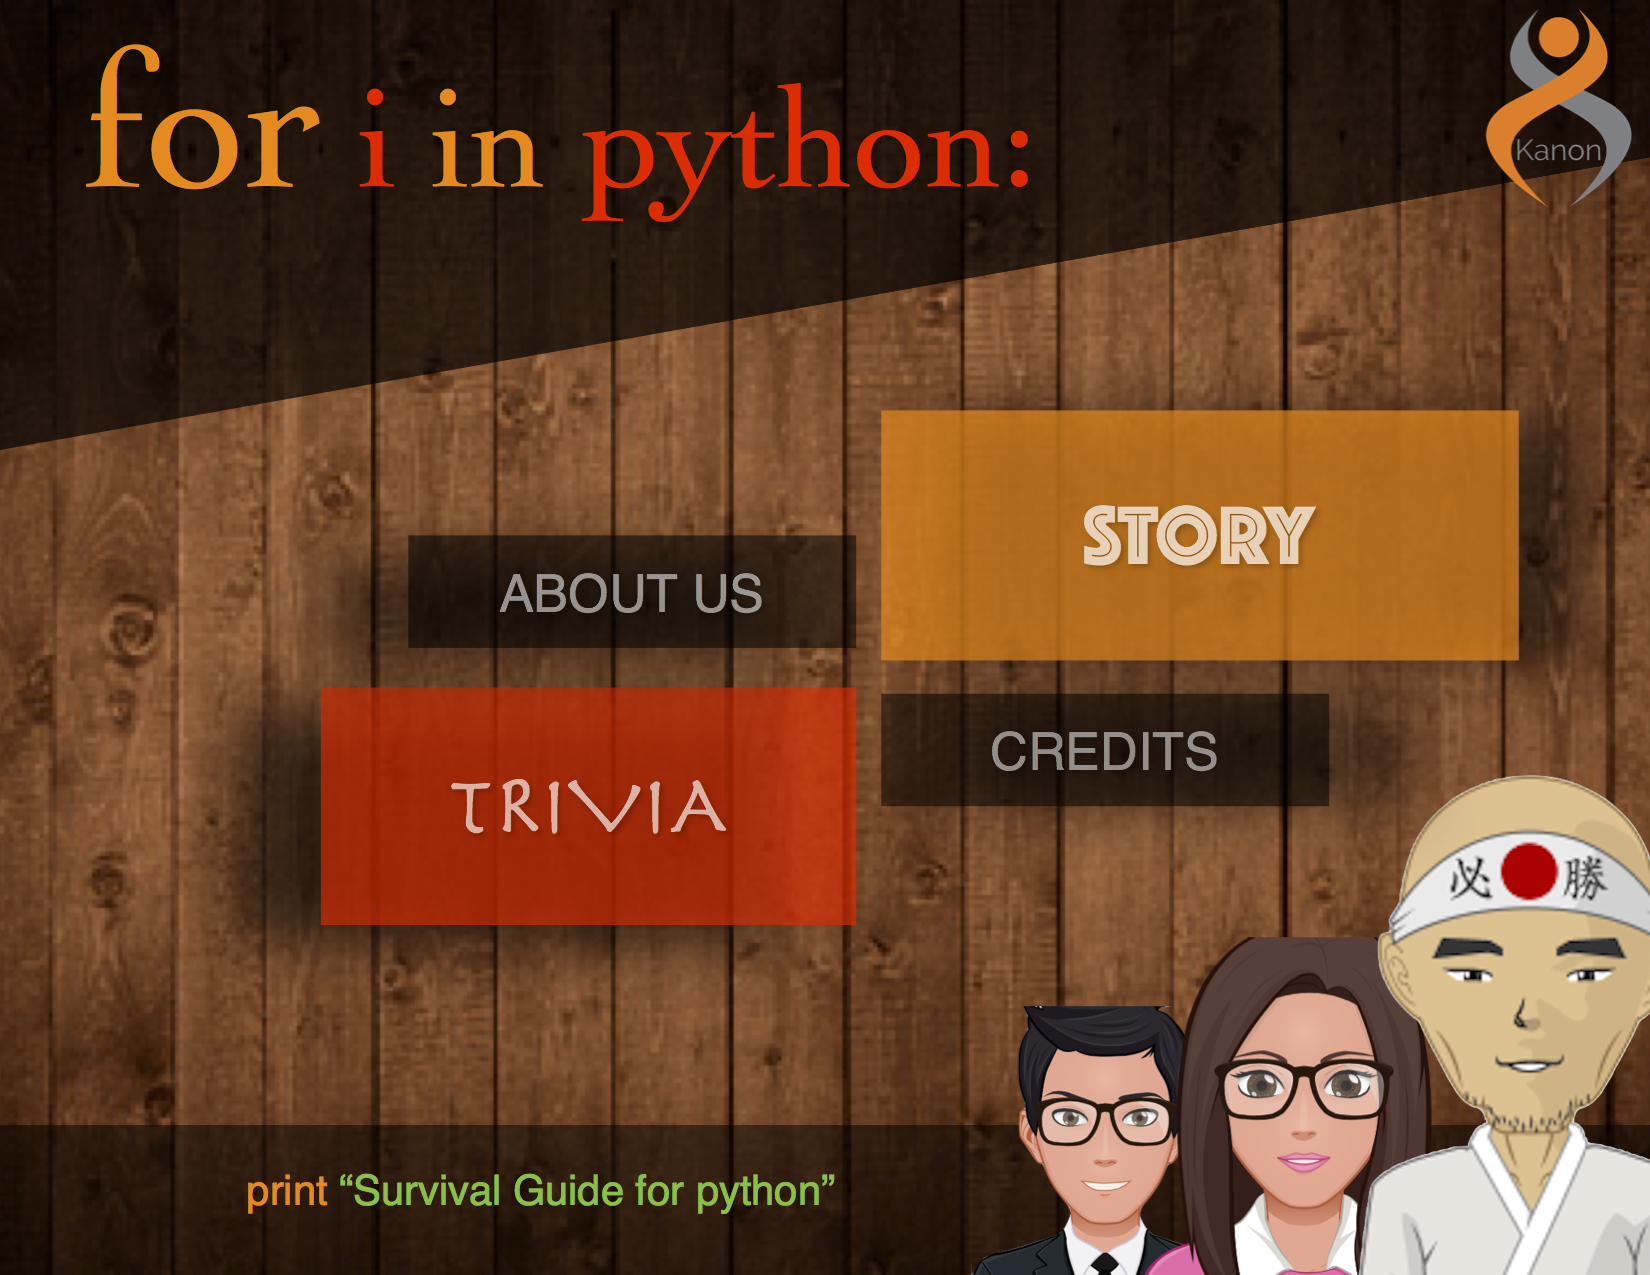 for i in python:
Kanon
STORY
ABOUT US
TRIVIA
CREDITS
必 勝
print “Survival Guide for python”